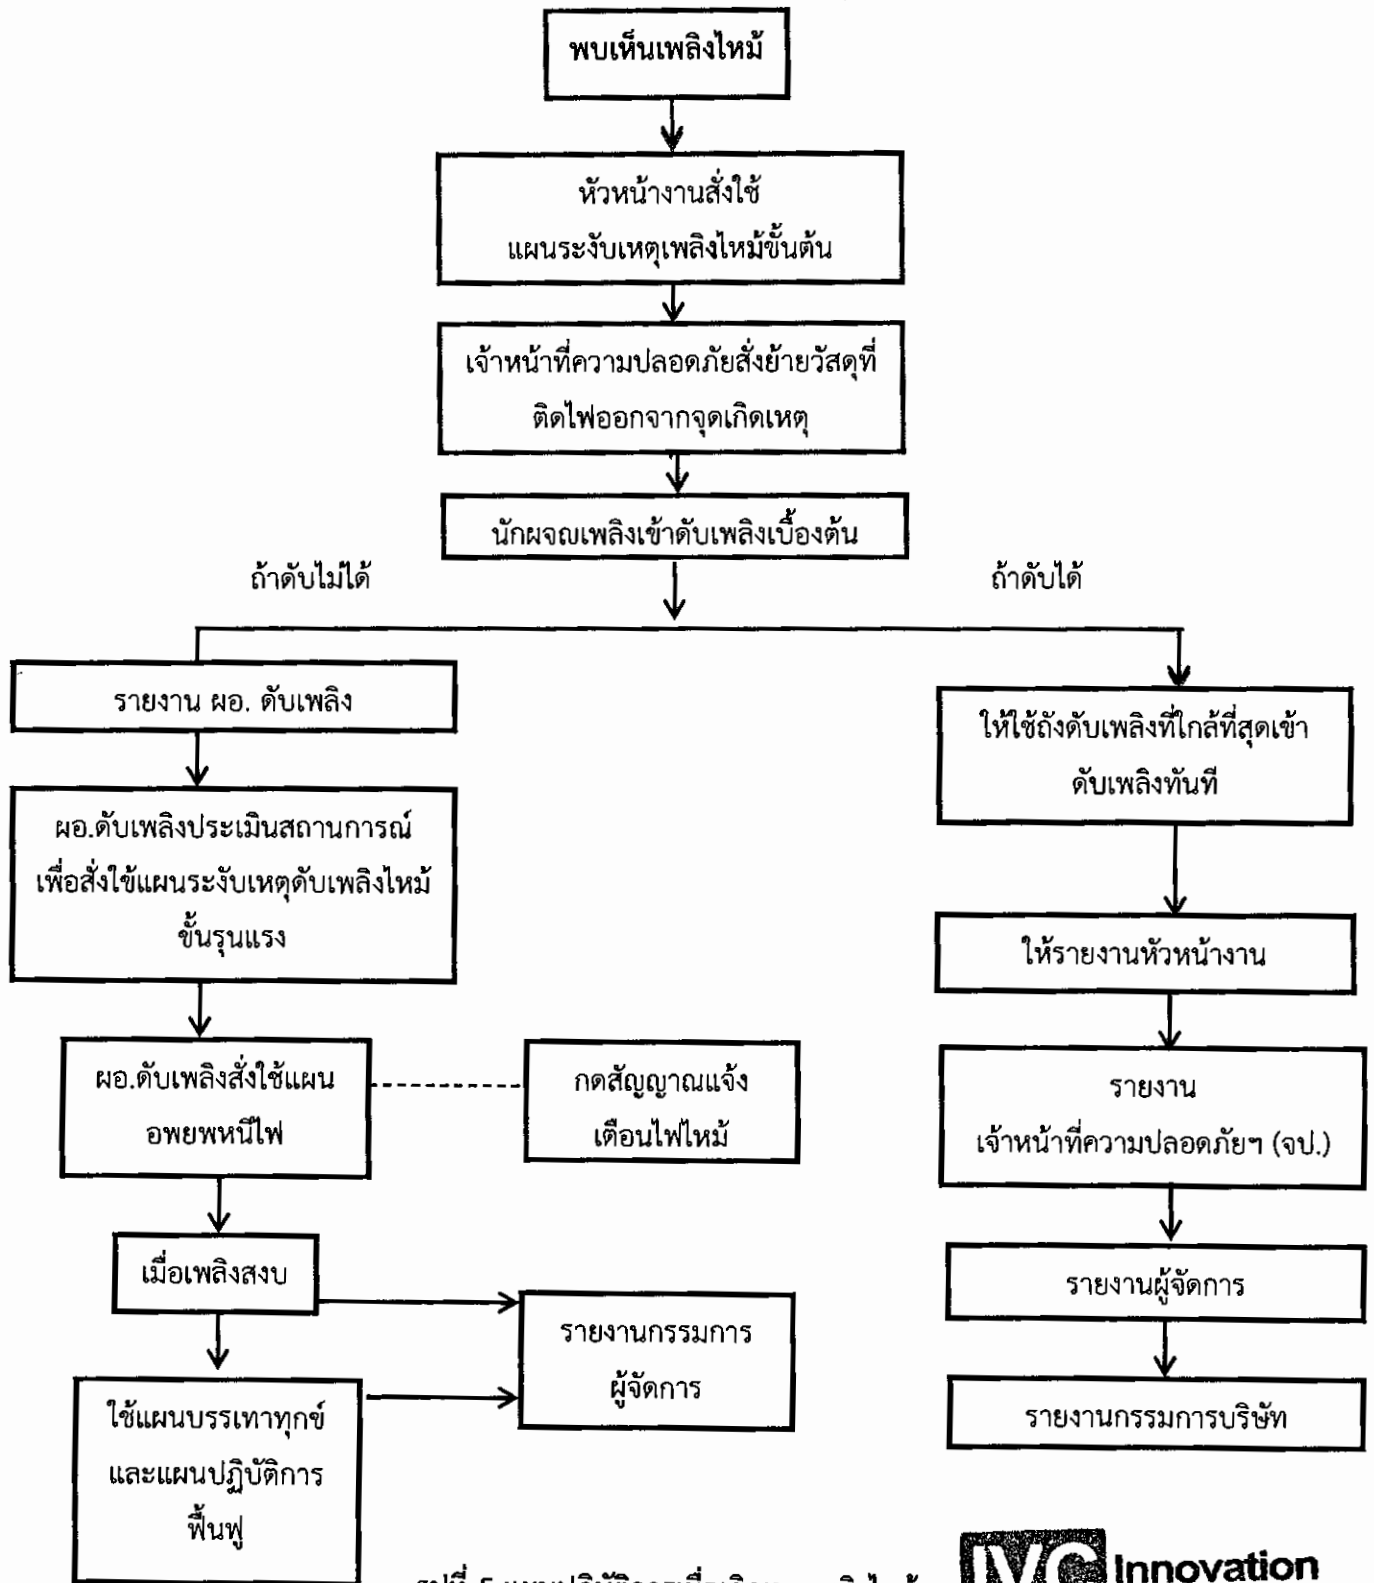 พบเห็นเพลิงไหม้
หัวหน้างานสั่งใช้
แผนระงับเหตุเพลิงไหม้ขั้นต้น
เจ้าหน้าที่ความปลอดภัยสั่งย้ายวัสดุที่
ติดไฟออกจากจุดเกิดเหตุ
นักผจญเพลิงเข้าดับเพลิงเบื้องต้น
ถ้าดับไม่ได้
ถ้าดับได้
รายงาน ผอ. ดับเพลิง
ผอ.ดับเพลิงประเมินสถานการณ์
เพื่อสั่งใข้แผนระงับเหตุดับเพลิงไหม้
ขั้นรุนแรง
ผอ.ดับเพลิงสั่งใช้แผน
อพยพหนีไฟ
กดสัญญาณแจ้ง
เตือนไฟไหม้
เมื่อเพลิงสงบ
รายงานกรรมการ
ผู้จัดการ
ใช้แผนบรรเทาทุกข์
และแผนปฏิบัติการ
ฟื้นฟู
ให้ใช้ถังดับเพลิงที่ใกล้ที่สุดเข้า
ดับเพลิงทันที
ให้รายงานหัวหน้างาน
รายงาน
เจ้าหน้าที่ความปลอดภัยฯ (จป.)
รายงานผู้จัดการ
รายงานกรรมการบริษัท
IVC Innovation